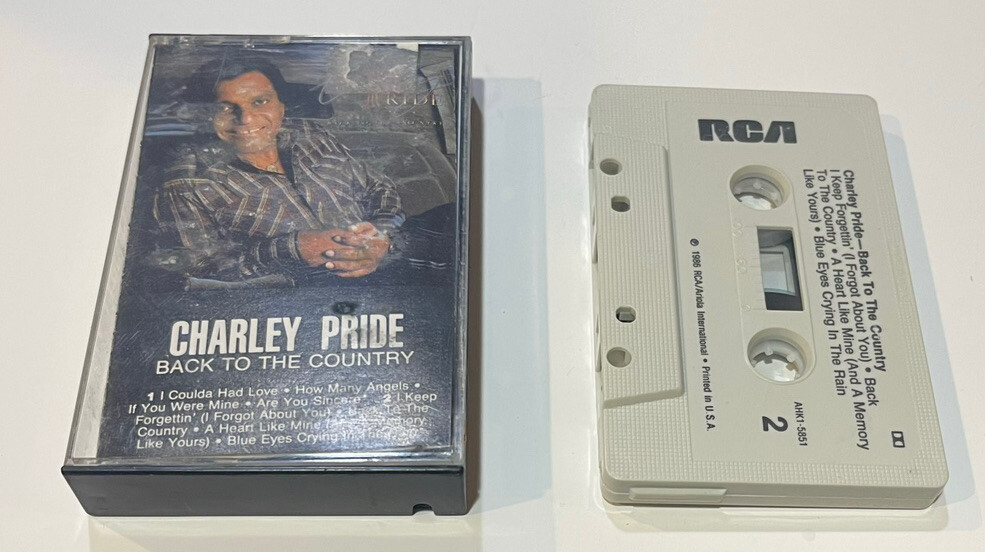 PRIDE
CHARLEY PRIDE
BACK TO THE COUNTRY
1 I Coulda Had Love • How Many Angels •
If You Were Mine • Are You Sincere • 2 I Keep
Forgettin' (I Forgot About You) • Back To The
Country • A Heart Like Mine Memory
Like Yours) • Blue Eyes Crying In The
RCA
Charley Pride—Back To The Country
I Keep Forgettin' (I Forgot About You) • Back
To The Country • A Heart Like Mine (And A Memory
Like Yours) • Blue Eyes Crying In The Rain
℗ 1986 RCA/Ariola International • Printed in U.S.A.
AHK1-5851
2